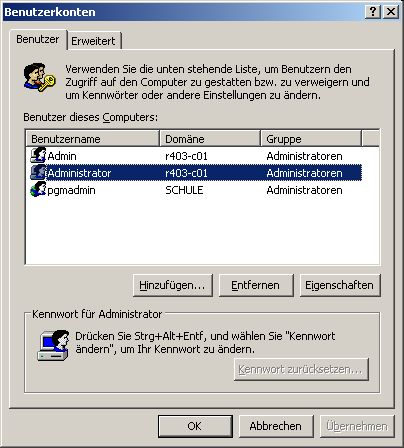 Benutzerkonten
Benutzer Erweitert
Verwenden Sie die unten stehende Liste, um Benutzern den
Zugriff auf den Computer zu gestatten bzw. zu verweigern und
um Kennwörter oder andere Einstellungen zu ändern.
Benutzer dieses Computers:
Benutzername Domäne Gruppe
Admin r403-c01 Administratoren
Administrator r403-c01 Administratoren
pgmadmin SCHULE Administratoren
Hinzufügen... Entfernen Eigenschaften
Kennwort für Administrator
Drücken Sie Strg+Alt+Entf, und wählen Sie "Kennwort
ändern", um Ihr Kennwort zu ändern.
Kennwort zurücksetzen...
OK Abbrechen Übernehmen